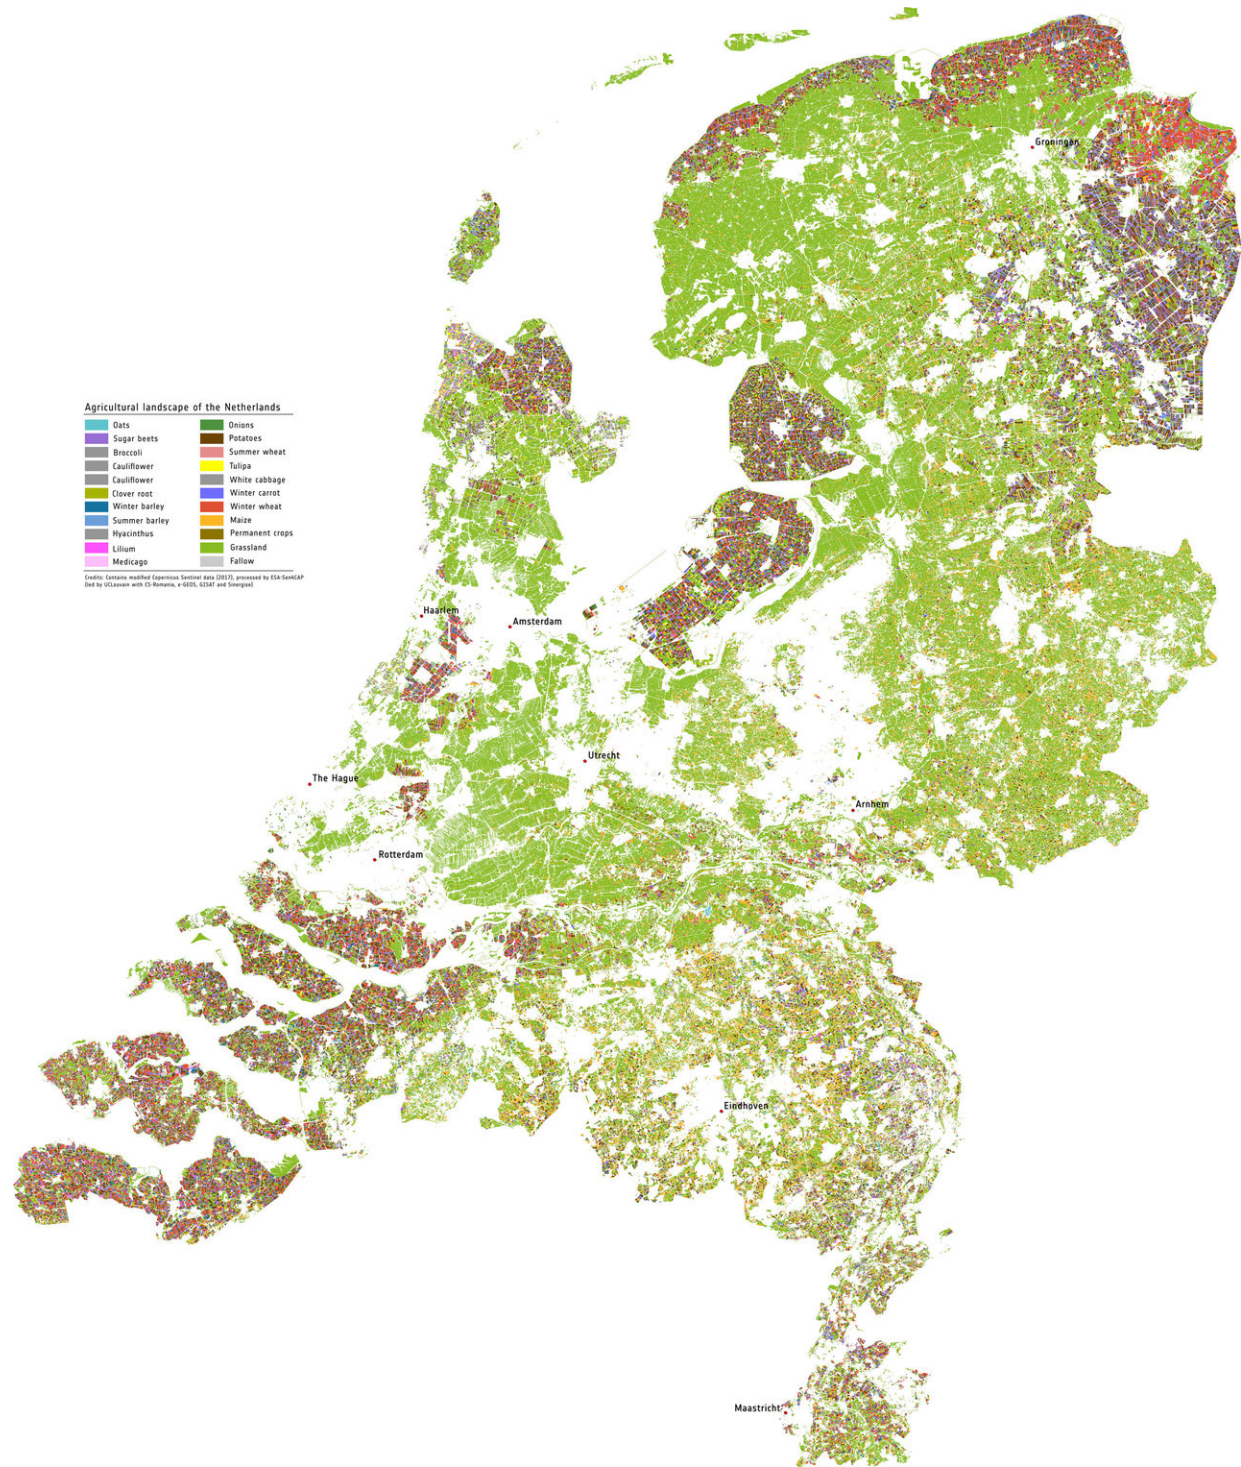 Groningen
Agricultural landscape of the Netherlands
Oats
Onions
Sugar beets
Potatoes
Broccoli
Summer wheat
Cauliflower
Tulipa
Cauliflower
White cabbage
Clover root
Winter carrot
Winter barley
Winter wheat
Summer barley
Maize
Hyacinthus
Permanent crops
Lilium
Grassland
Medicago
Fallow
Credits: Contains modified Copernicus Sentinel data (2017), processed by ESA-Sen4CAP
(led by UCLouvain with CS-Romania, e-GEOS, GISAT and Sinergise)
Haarlem
Amsterdam
Utrecht
The Hague
Arnhem
Rotterdam
Eindhoven
Maastricht